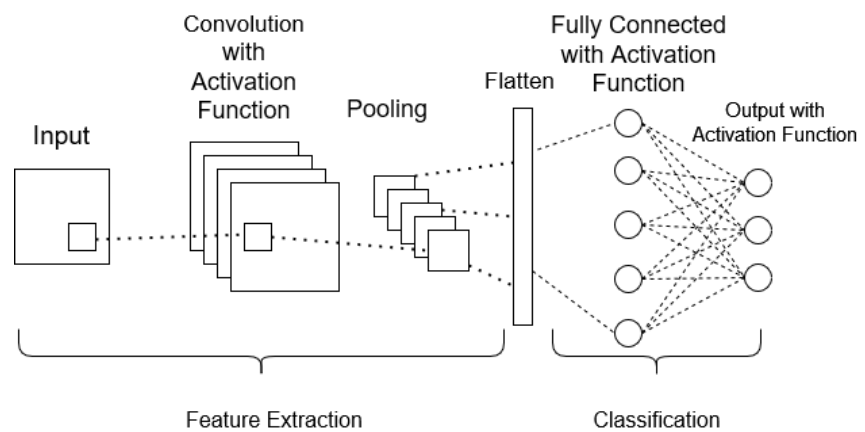 Input
Convolution
with
Activation
Function
Pooling
Flatten
Fully Connected
with Activation
Function
Output with
Activation Function
Feature Extraction
Classification